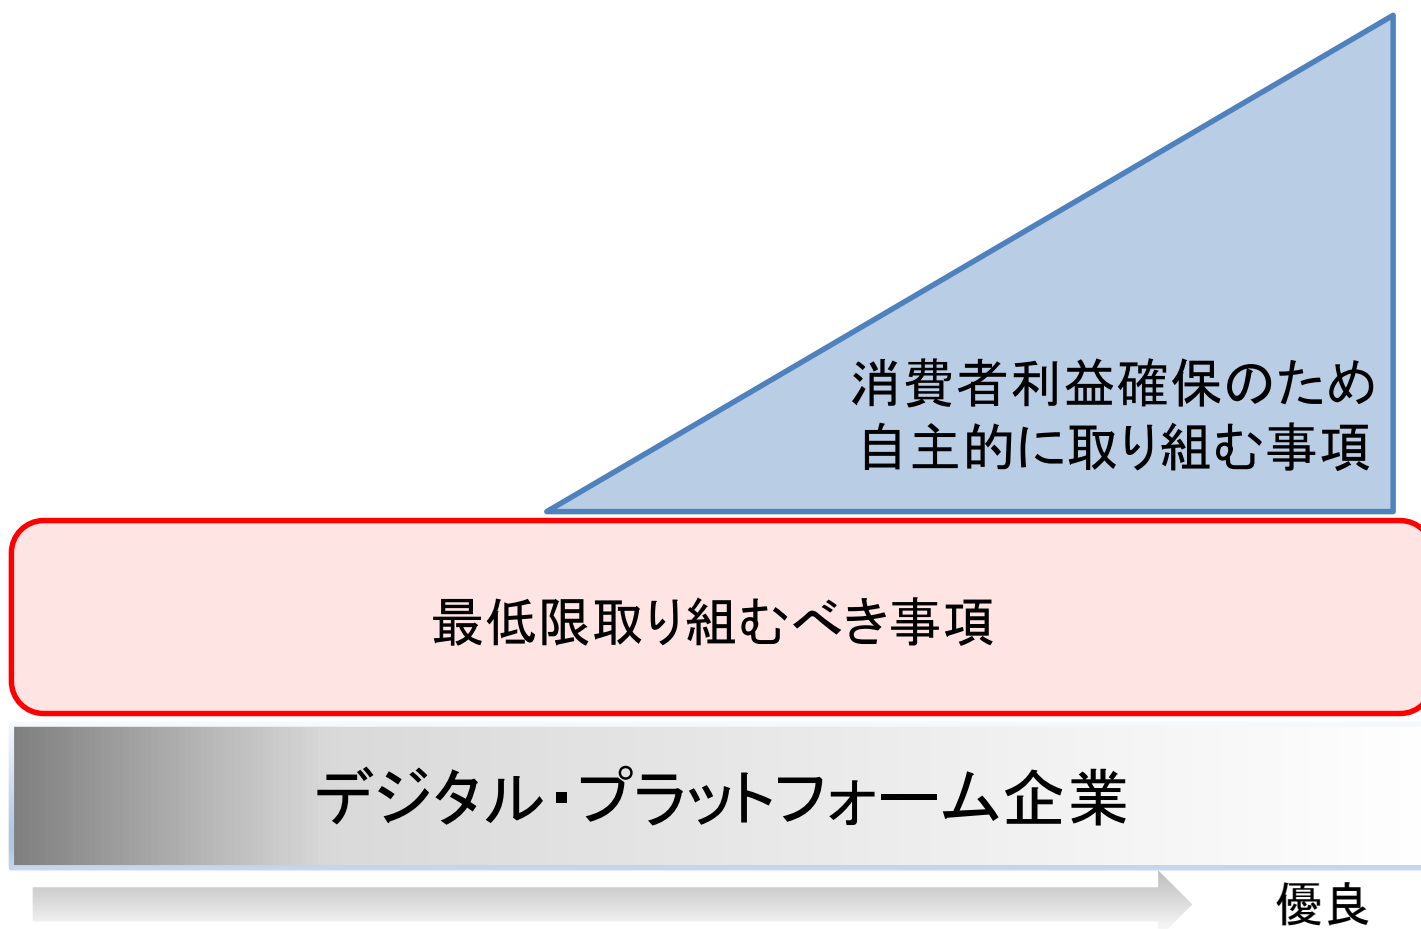 消費者利益確保のため
自主的に取り組む事項
最低限取り組むべき事項
デジタル・プラットフォーム企業
優良